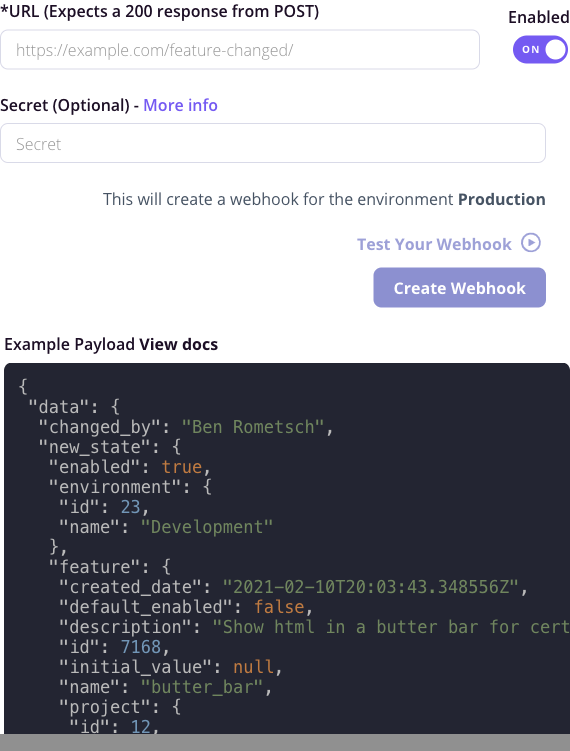 *URL (Expects a 200 response from POST)
Enabled
https://example.com/feature-changed/
ON
Secret (Optional) - More info
Secret
This will create a webhook for the environment Production
Test Your Webhook
Create Webhook
Example Payload View docs
{
"data": {
"changed_by": "Ben Rometsch",
"new_state": {
"enabled": true,
"environment": {
"id": 23,
"name": "Development"
},
"feature": {
"created_date": "2021-02-10T20:03:43.348556Z",
"default_enabled": false,
"description": "Show html in a butter bar for cert
"id": 7168,
"initial_value": null,
"name": "butter_bar",
"project": {
"id": 12,